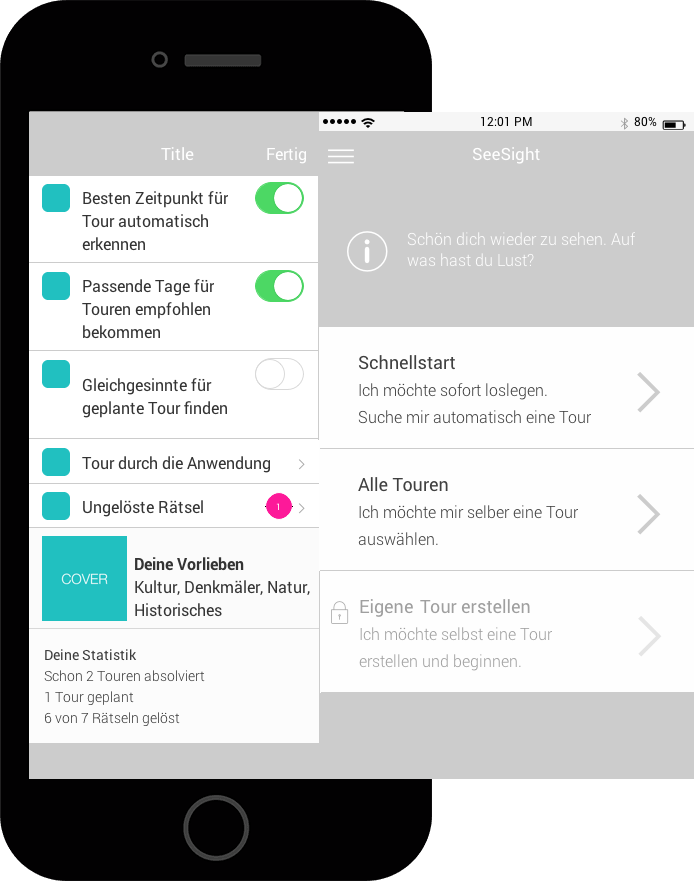 Title
Fertig
Besten Zeitpunkt für
Tour automatisch
erkennen
Passende Tage für
Touren empfohlen
bekommen
Gleichgesinnte für
geplante Tour finden
Tour durch die Anwendung
Ungelöste Rätsel
1
COVER
Deine Vorlieben
Kultur, Denkmäler, Natur,
Historisches
Deine Statistik
Schon 2 Touren absolviert
1 Tour geplant
6 von 7 Rätseln gelöst
12:01 PM
80%
SeeSight
Schön dich wieder zu sehen. Auf
was hast du Lust?
Schnellstart
Ich möchte sofort loslegen.
Suche mir automatisch eine Tour
Alle Touren
Ich möchte mir selber eine Tour
auswählen.
Eigene Tour erstellen
Ich möchte selbst eine Tour
erstellen und beginnen.